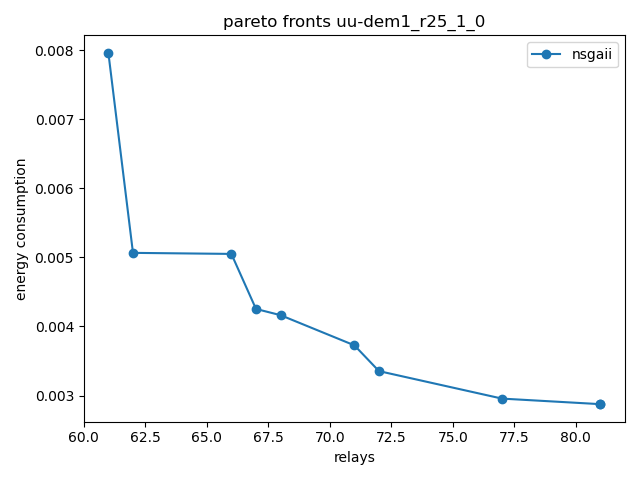 pareto fronts uu-dem1_r25_1_0
nsgaii
energy consumption
0.008
0.007
0.006
0.005
0.004
0.003
60.0 62.5 65.0 67.5 70.0 72.5 75.0 77.5 80.0
relays